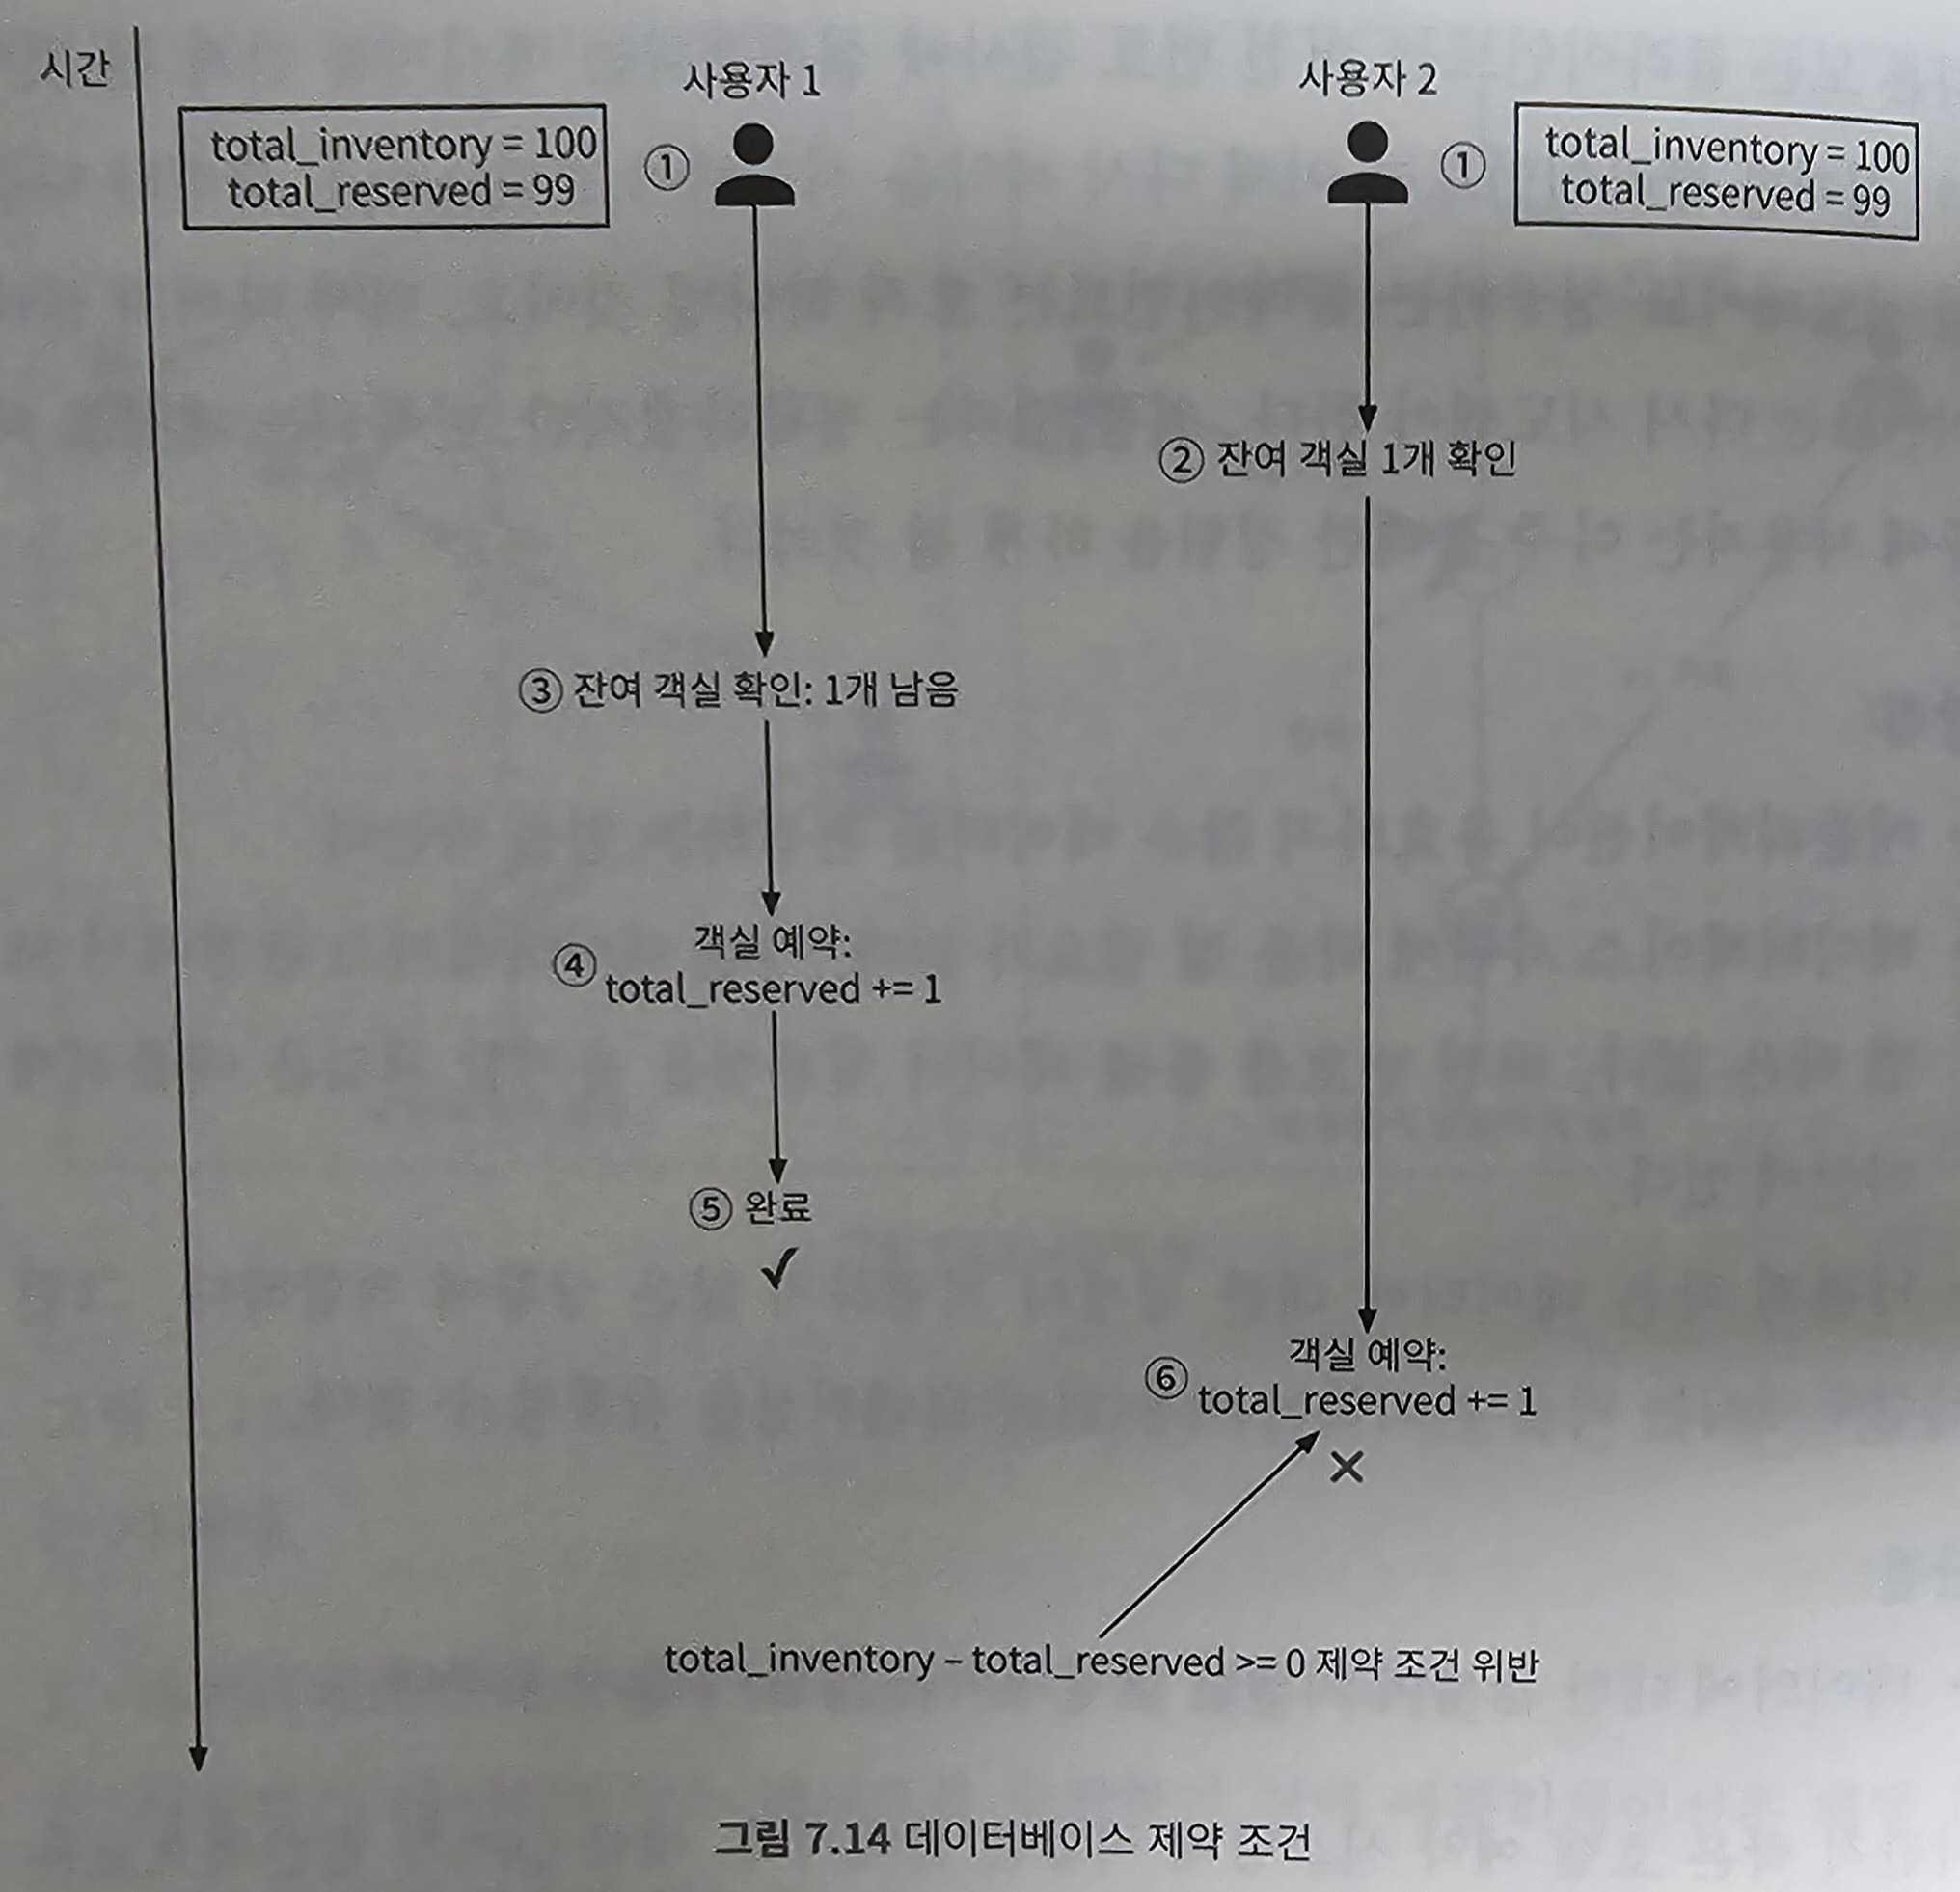 시간
사용자 1
사용자 2
total_inventory = 100
total_reserved = 99
①
①
total_inventory = 100
total_reserved = 99
② 잔여 객실 1개 확인
③ 잔여 객실 확인: 1개 남음
④ 객실 예약:
total_reserved += 1
⑤ 완료
⑥ 객실 예약:
total_reserved += 1
total_inventory – total_reserved >= 0 제약 조건 위반
그림 7.14 데이터베이스 제약 조건